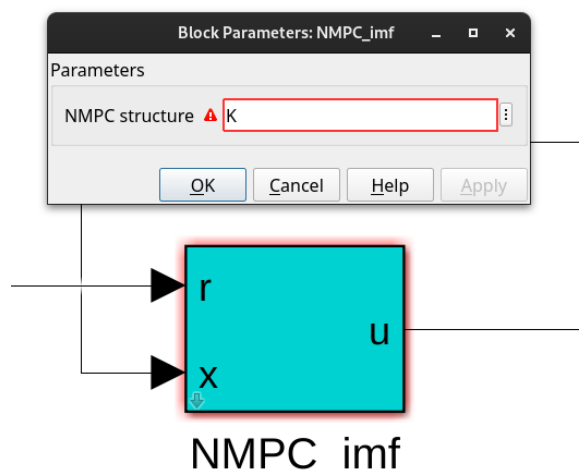 Block Parameters: NMPC_imf
Parameters
NMPC structure K
OK Cancel Help Apply
r
u
x
NMPC_imf